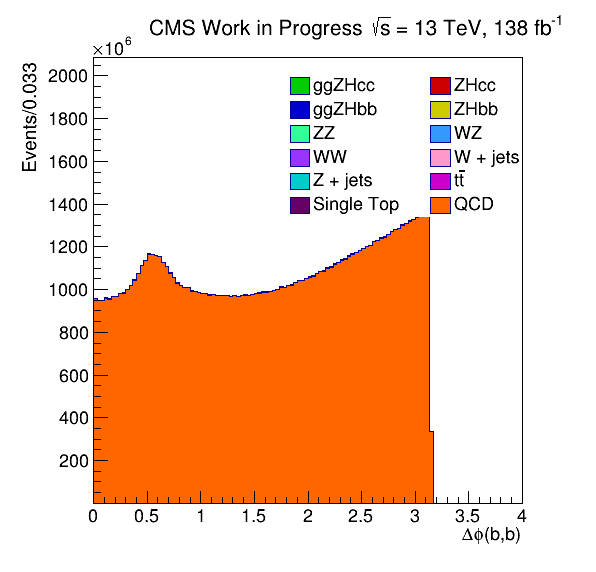 CMS Work in Progress √s = 13 TeV, 138 fb⁻¹
×10⁶
Events/0.033
2000
1800
1600
1400
1200
1000
800
600
400
200
ggZHcc ZHcc
ggZHbb ZHbb
ZZ WZ
WW W + jets
Z + jets tt̄
Single Top QCD
0 0.5 1 1.5 2 2.5 3 3.5 4
Δϕ(b,b)